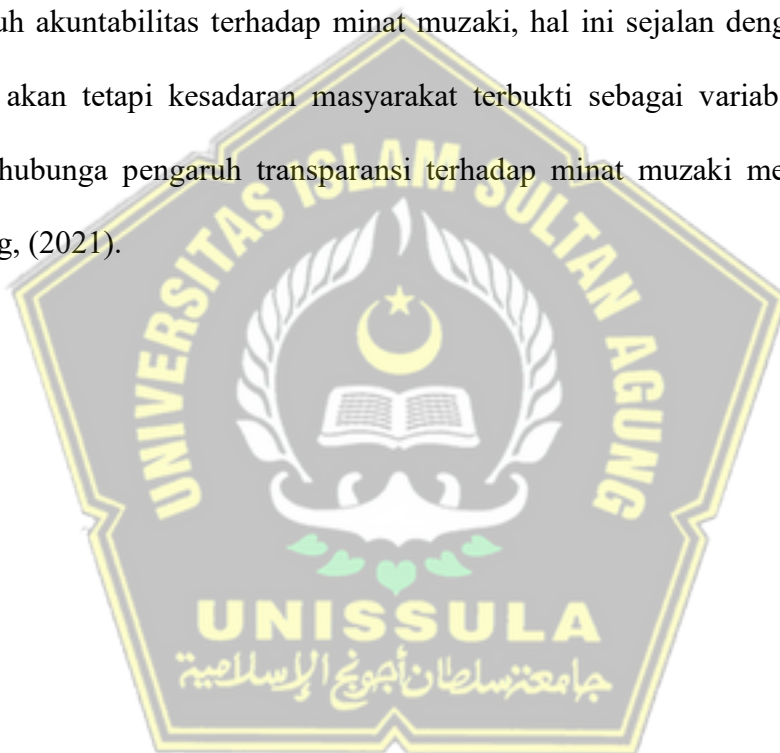 uh akuntabilitas terhadap minat muzaki, hal ini sejalan deng
akan tetapi kesadaran masyarakat terbukti sebagai variab
hubunga pengaruh transparansi terhadap minat muzaki me
g, (2021).
UNIVERSITAS ISLAM SULTAN AGUNG
UNISSULA
جامعة سلطان أجونج الإسلامية